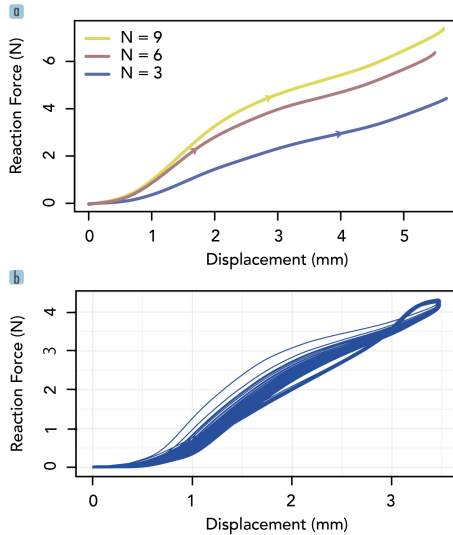 a
N = 9
N = 6
N = 3
Reaction Force (N)
6
4
2
0
0 1 2 3 4 5
Displacement (mm)
b
Reaction Force (N)
4
3
2
1
0
0 1 2 3
Displacement (mm)